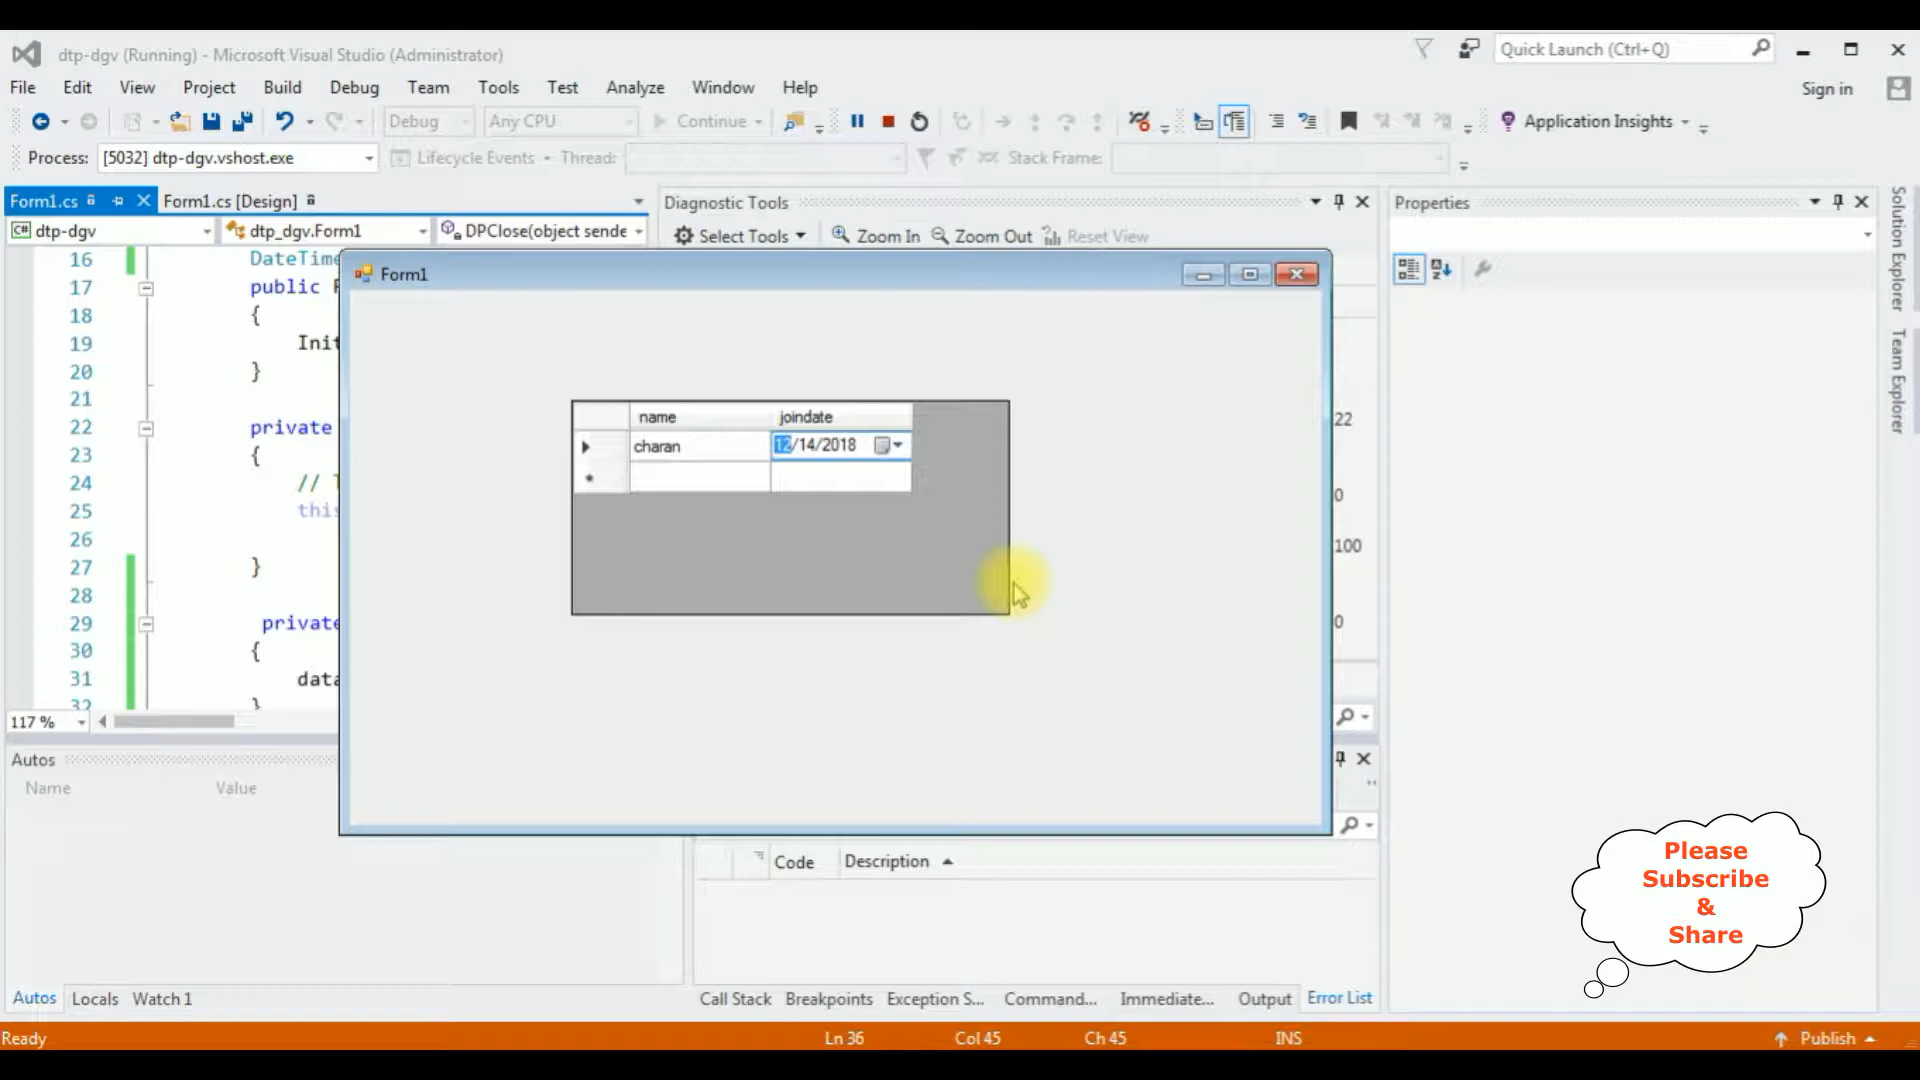 dtp-dgv (Running) - Microsoft Visual Studio (Administrator)
Quick Launch (Ctrl+Q)
File Edit View Project Build Debug Team Tools Test Analyze Window Help
Sign in
Debug Any CPU Continue Application Insights
Process: [5032] dtp-dgv.vshost.exe Lifecycle Events Thread: Stack Frame:
Form1.cs Form1.cs [Design]
Diagnostic Tools
Properties
C# dtp-dgv dtp_dgv.Form1 DPClose(object sende
Select Tools Zoom In Zoom Out Reset View
Solution Explorer
Team Explorer
16 DateTime
17 public F
18 {
19 Init
20 }
21
22 private
23 {
24 // T
25 this
26
27 }
28
29 private
30 {
31 data
32 }
117 %
Form1
name joindate
charan 12/14/2018
22
0
100
0
Autos
Name Value
Code Description
Please
Subscribe
&
Share
Autos Locals Watch 1
Call Stack Breakpoints Exception S... Command... Immediate... Output Error List
Ready Ln 36 Col 45 Ch 45 INS Publish